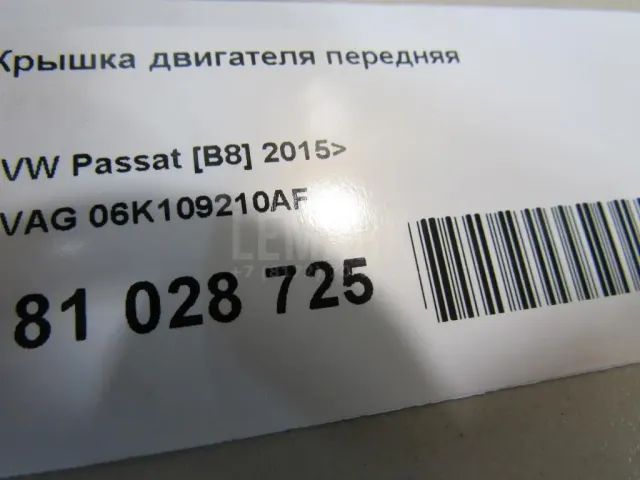 Крышка двигателя передняя
VW Passat [B8] 2015>
VAG 06K109210AF
81 028 725